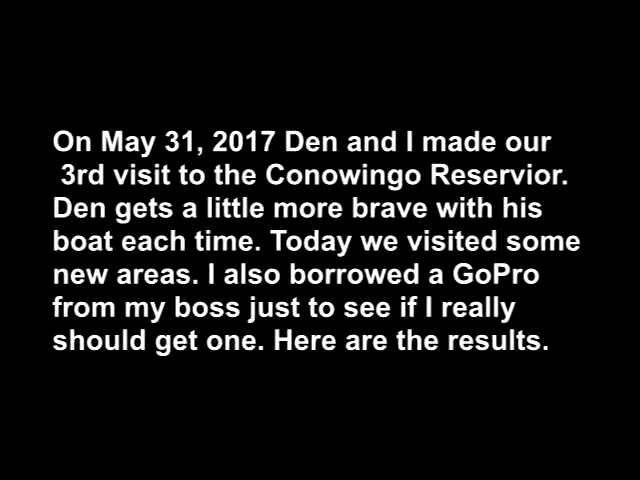 On May 31, 2017 Den and I made our
3rd visit to the Conowingo Reservior.
Den gets a little more brave with his
boat each time. Today we visited some
new areas. I also borrowed a GoPro
from my boss just to see if I really
should get one. Here are the results.